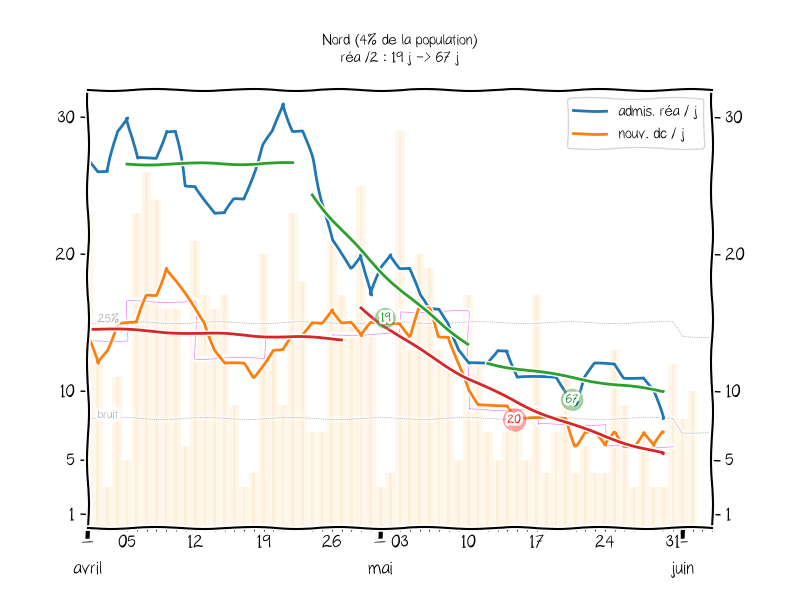 Nord (4% de la population)
réa /2 : 19 j -> 67 j
admis. réa / j
nouv. dc / j
30
30
20
20
25%
19
10
10
67
bruit
20
5
5
1
1
05 12 19 26 03 10 17 24 31
avril mai juin